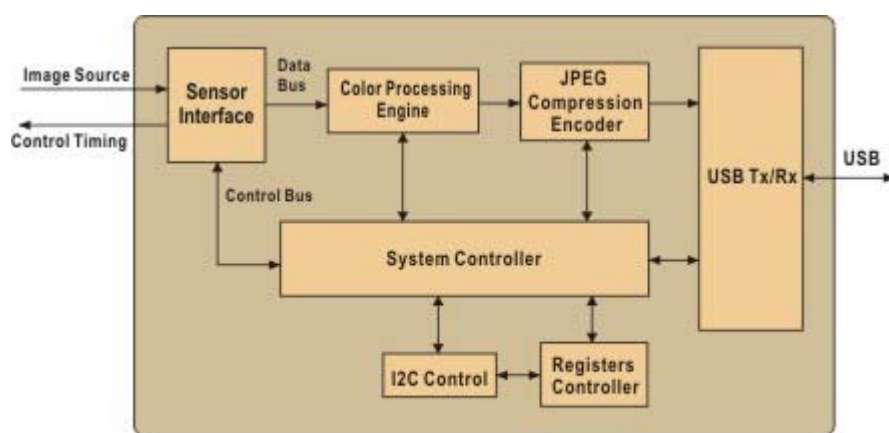 Image Source
Control Timing
Sensor
Interface
Data
Bus
Color Processing
Engine
JPEG
Compression
Encoder
USB Tx/Rx
USB
Control Bus
System Controller
I2C Control
Registers
Controller